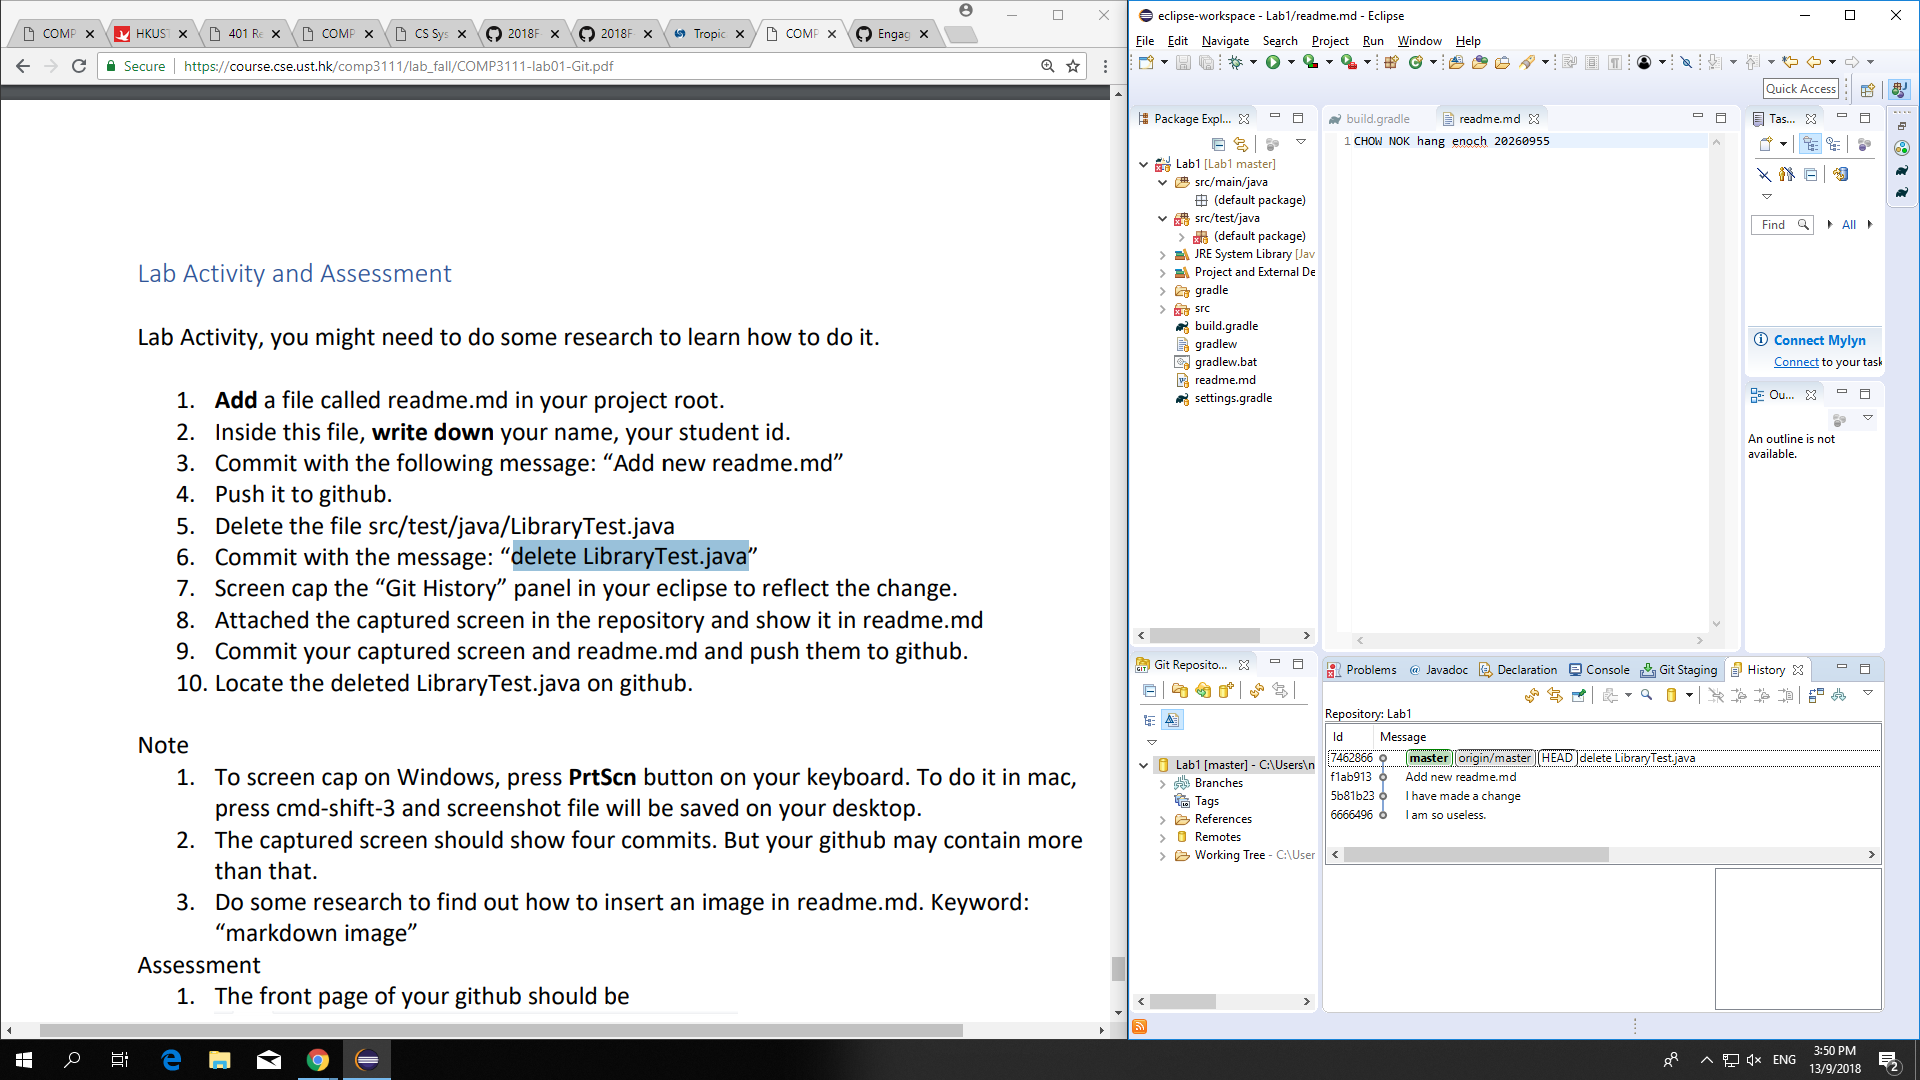 COMP
HKUS
401 Re
COMP
CS Sys
2018F
2018F
Tropic
COMP
Engag
Secure
https://course.cse.ust.hk/comp3111/lab_fall/COMP3111-lab01-Git.pdf
Lab Activity and Assessment
Lab Activity, you might need to do some research to learn how to do it.
1. Add a file called readme.md in your project root.
2. Inside this file, write down your name, your student id.
3. Commit with the following message: “Add new readme.md”
4. Push it to github.
5. Delete the file src/test/java/LibraryTest.java
6. Commit with the message: “delete LibraryTest.java”
7. Screen cap the “Git History” panel in your eclipse to reflect the change.
8. Attached the captured screen in the repository and show it in readme.md
9. Commit your captured screen and readme.md and push them to github.
10. Locate the deleted LibraryTest.java on github.
Note
1. To screen cap on Windows, press PrtScn button on your keyboard. To do it in mac,
press cmd-shift-3 and screenshot file will be saved on your desktop.
2. The captured screen should show four commits. But your github may contain more
than that.
3. Do some research to find out how to insert an image in readme.md. Keyword:
“markdown image”
Assessment
1. The front page of your github should be
eclipse-workspace - Lab1/readme.md - Eclipse
File Edit Navigate Search Project Run Window Help
Quick Access
Package Expl...
Lab1 [Lab1 master]
src/main/java
(default package)
src/test/java
(default package)
JRE System Library [Jav
Project and External De
gradle
src
build.gradle
gradlew
gradlew.bat
readme.md
settings.gradle
build.gradle
readme.md
1 CHOW NOK hang enoch 20260955
Tas...
Find
All
Connect Mylyn
Connect to your task
Ou...
An outline is not
available.
Git Reposito...
Lab1 [master] - C:\Users\n
Branches
Tags
References
Remotes
Working Tree - C:\User
Problems
@ Javadoc
Declaration
Console
Git Staging
History
Repository: Lab1
Id Message
7462866 master origin/master HEAD delete LibraryTest.java
f1ab913 Add new readme.md
5b81b23 I have made a change
6666496 I am so useless.
ENG
3:50 PM
13/9/2018
2